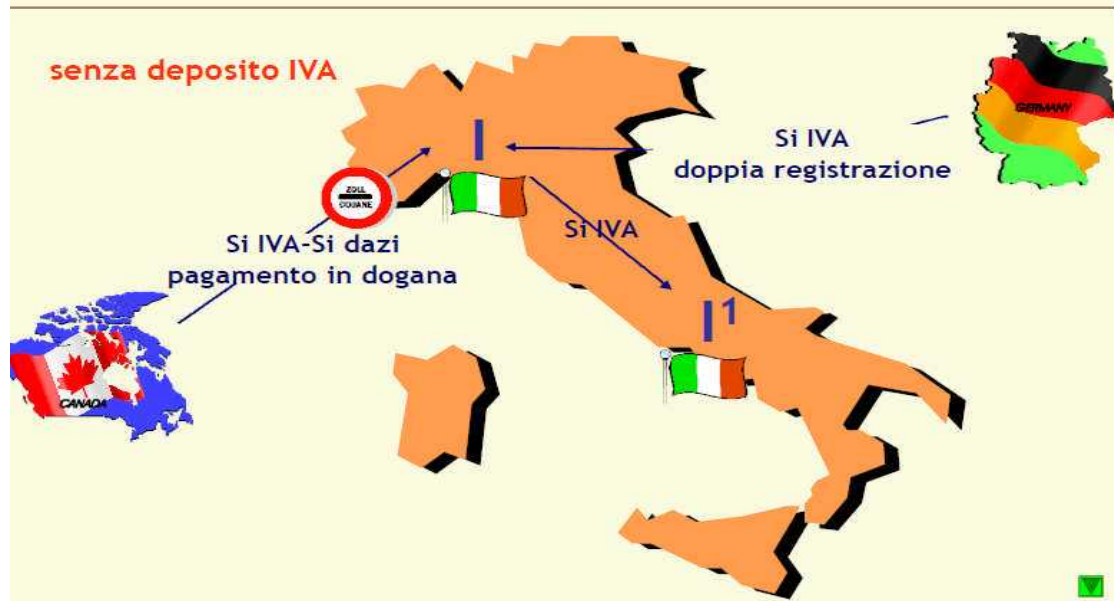 senza deposito IVA
GERMANY
I
Si IVA
doppia registrazione
ZOLL
DOUANE
Si IVA
Si IVA-Si dazi
pagamento in dogana
I¹
CANADA